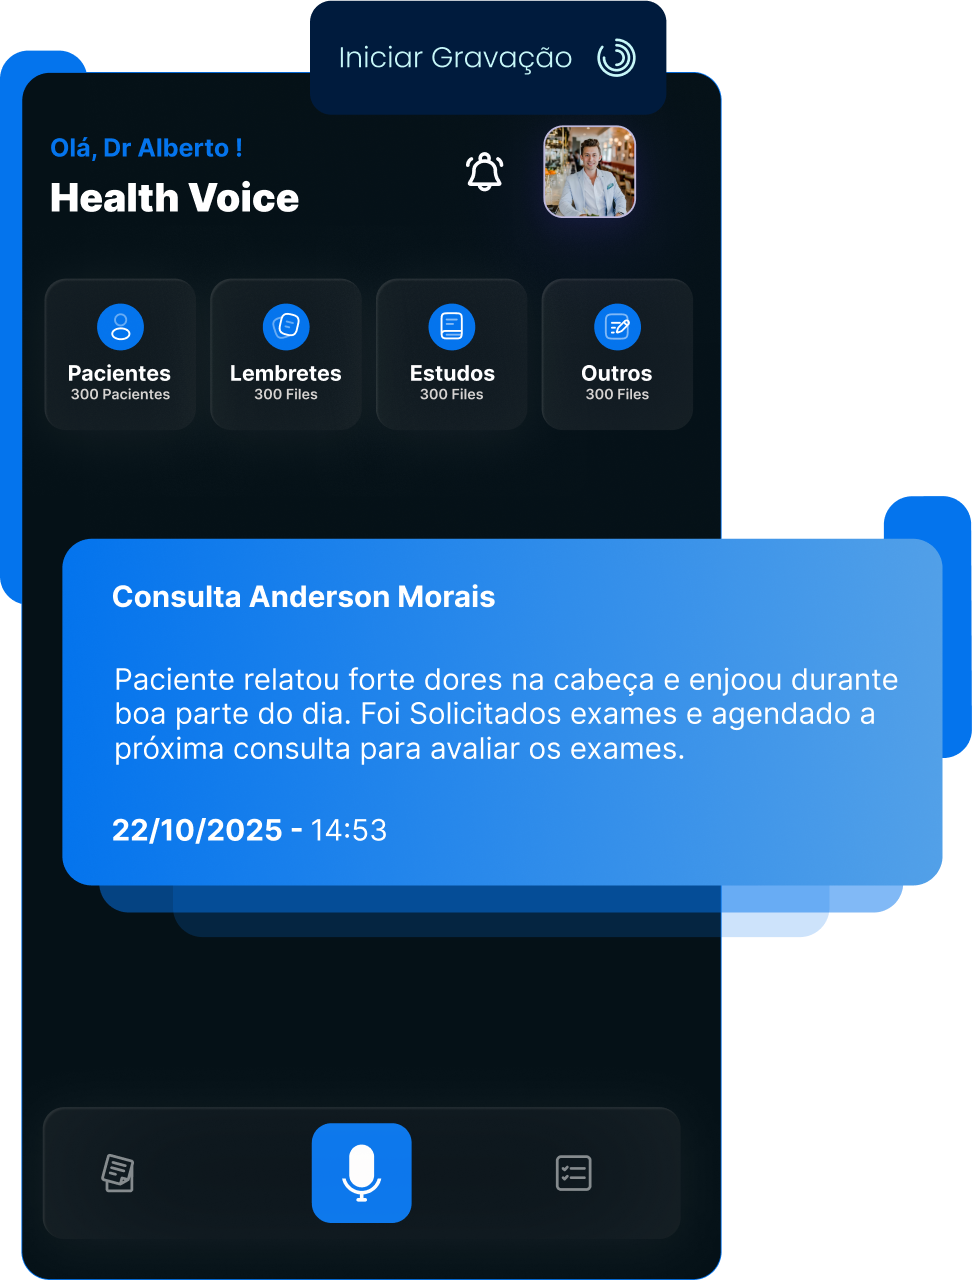 Iniciar Gravação
Olá, Dr Alberto !
Health Voice
Pacientes
300 Pacientes
Lembretes
300 Files
Estudos
300 Files
Outros
300 Files
Consulta Anderson Morais
Paciente relatou forte dores na cabeça e enjoou durante
boa parte do dia. Foi Solicitados exames e agendado a
próxima consulta para avaliar os exames.
22/10/2025 - 14:53